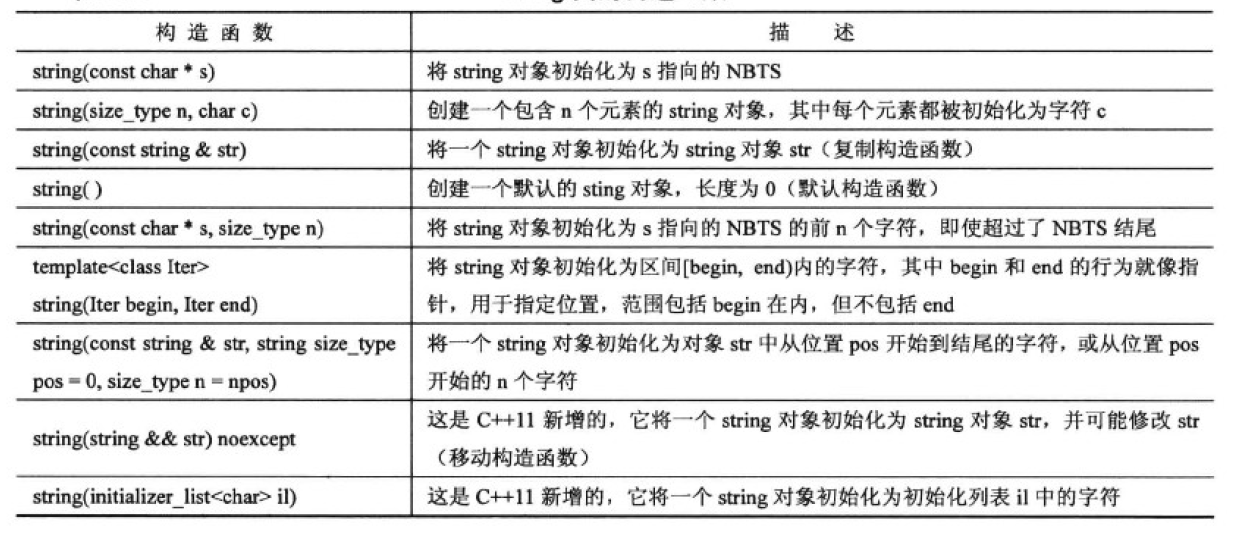 构 造 函 数 描 述
string(const char * s) 将 string 对象初始化为 s 指向的 NBTS
string(size_type n, char c) 创建一个包含 n 个元素的 string 对象，其中每个元素都被初始化为字符 c
string(const string & str) 将一个 string 对象初始化为 string 对象 str（复制构造函数）
string( ) 创建一个默认的 sting 对象，长度为 0（默认构造函数）
string(const char * s, size_type n) 将 string 对象初始化为 s 指向的 NBTS 的前 n 个字符，即使超过了 NBTS 结尾
template<class Iter>
string(Iter begin, Iter end)
将 string 对象初始化为区间[begin, end)内的字符，其中 begin 和 end 的行为就像指
针，用于指定位置，范围包括 begin 在内，但不包括 end
string(const string & str, string size_type
pos = 0, size_type n = npos)
将一个 string 对象初始化为对象 str 中从位置 pos 开始到结尾的字符，或从位置 pos
开始的 n 个字符
string(string && str) noexcept
这是 C++11 新增的，它将一个 string 对象初始化为 string 对象 str，并可能修改 str
（移动构造函数）
string(initializer_list<char> il) 这是 C++11 新增的，它将一个 string 对象初始化为初始化列表 il 中的字符